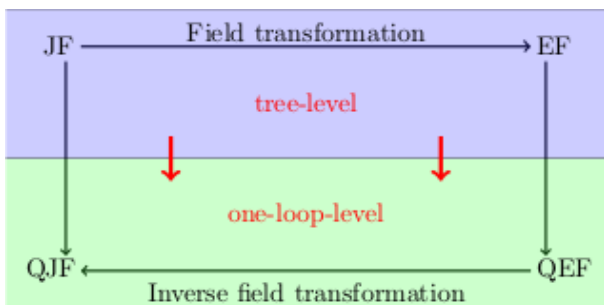 Field transformation
JF EF
tree-level
one-loop-level
QJF QEF
Inverse field transformation